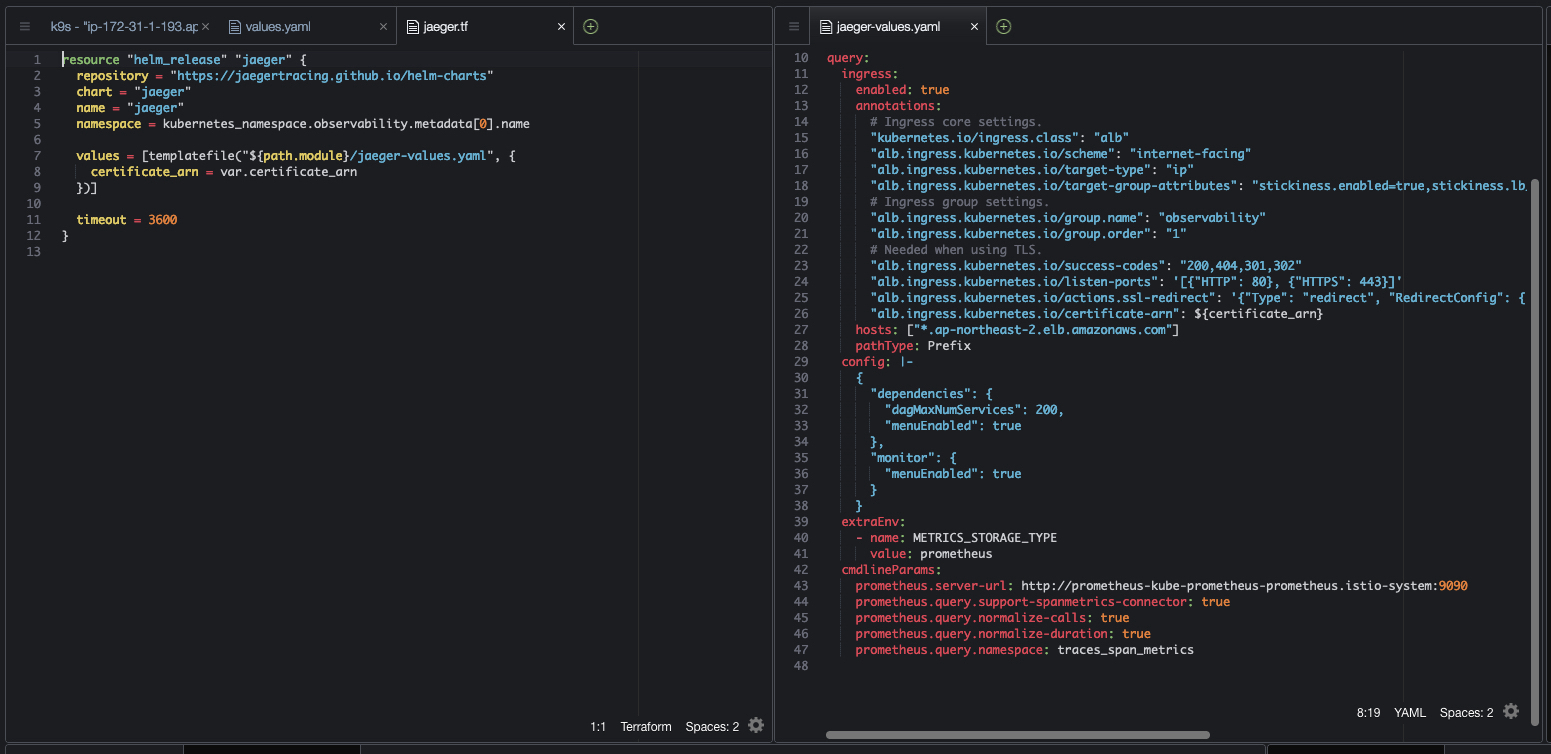 k9s - "ip-172-31-1-193.ap ×
values.yaml ×
jaeger.tf ×
1 resource "helm_release" "jaeger" {
2   repository = "https://jaegertracing.github.io/helm-charts"
3   chart = "jaeger"
4   name = "jaeger"
5   namespace = kubernetes_namespace.observability.metadata[0].name
6
7   values = [templatefile("${path.module}/jaeger-values.yaml", {
8     certificate_arn = var.certificate_arn
9   })]
10
11   timeout = 3600
12 }
13
1:1 Terraform Spaces: 2
jaeger-values.yaml ×
10 query:
11   ingress:
12     enabled: true
13     annotations:
14       # Ingress core settings.
15       "kubernetes.io/ingress.class": "alb"
16       "alb.ingress.kubernetes.io/scheme": "internet-facing"
17       "alb.ingress.kubernetes.io/target-type": "ip"
18       "alb.ingress.kubernetes.io/target-group-attributes": "stickiness.enabled=true,stickiness.lb_
19       # Ingress group settings.
20       "alb.ingress.kubernetes.io/group.name": "observability"
21       "alb.ingress.kubernetes.io/group.order": "1"
22       # Needed when using TLS.
23       "alb.ingress.kubernetes.io/success-codes": "200,404,301,302"
24       "alb.ingress.kubernetes.io/listen-ports": '[{"HTTP": 80}, {"HTTPS": 443}]'
25       "alb.ingress.kubernetes.io/actions.ssl-redirect": '{"Type": "redirect", "RedirectConfig": {
26       "alb.ingress.kubernetes.io/certificate-arn": ${certificate_arn}
27     hosts: ["*.ap-northeast-2.elb.amazonaws.com"]
28     pathType: Prefix
29   config: |-
30     {
31       "dependencies": {
32         "dagMaxNumServices": 200,
33         "menuEnabled": true
34       },
35       "monitor": {
36         "menuEnabled": true
37       }
38     }
39   extraEnv:
40     - name: METRICS_STORAGE_TYPE
41       value: prometheus
42   cmdlineParams:
43     prometheus.server-url: http://prometheus-kube-prometheus-prometheus.istio-system:9090
44     prometheus.query.support-spanmetrics-connector: true
45     prometheus.query.normalize-calls: true
46     prometheus.query.normalize-duration: true
47     prometheus.query.namespace: traces_span_metrics
48
8:19 YAML Spaces: 2